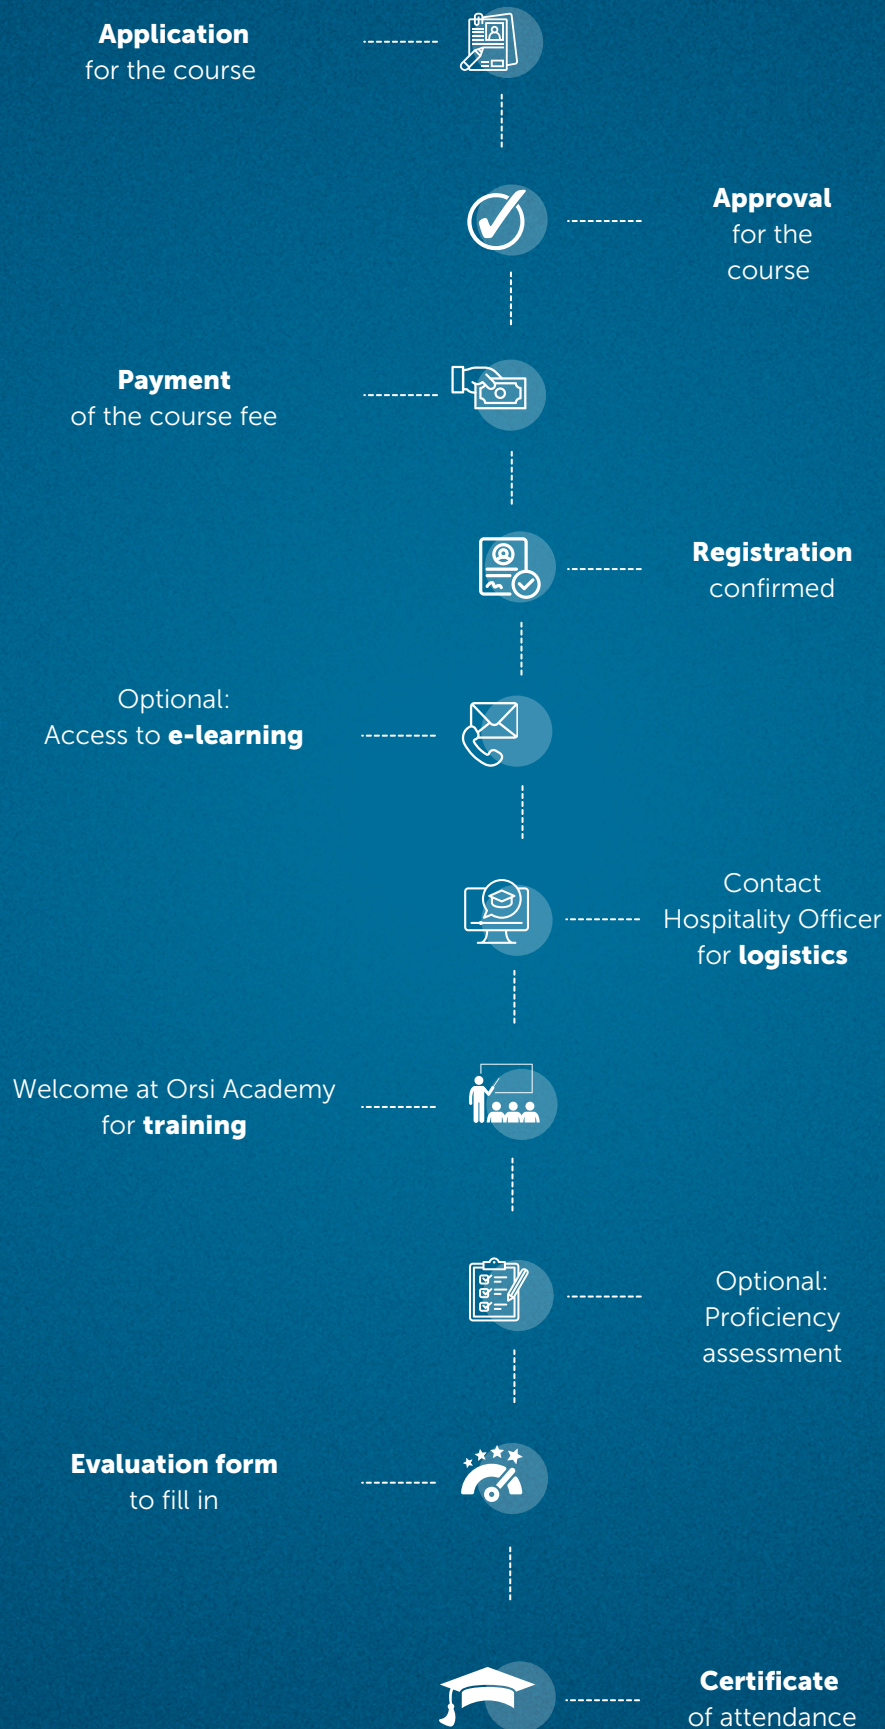 Application
for the course
Approval
for the
course
Payment
of the course fee
Registration
confirmed
Optional:
Access to e-learning
Contact
Hospitality Officer
for logistics
Welcome at Orsi Academy
for training
Optional:
Proficiency
assessment
Evaluation form
to fill in
Certificate
of attendance